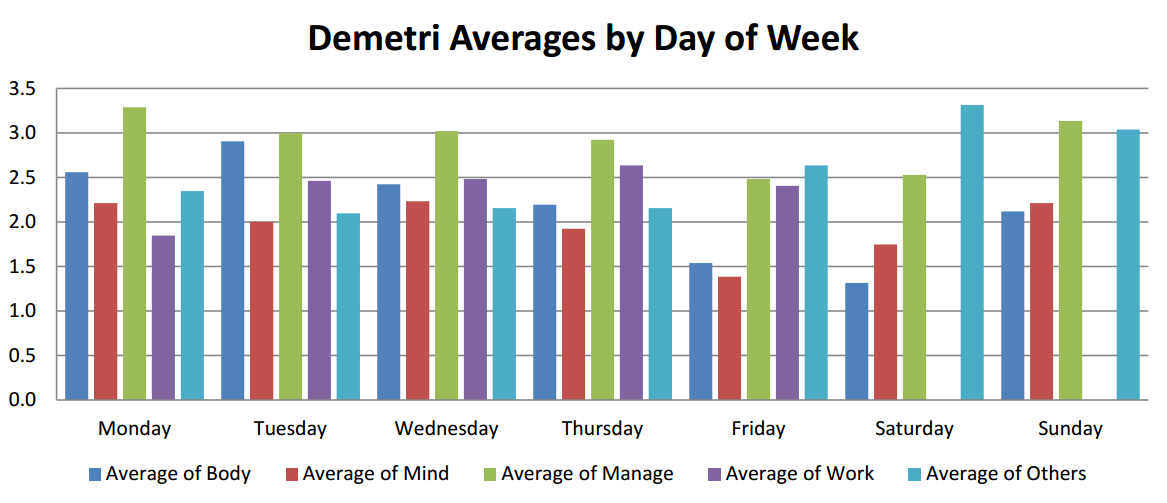 Demetri Averages by Day of Week
3.5
3.0
2.5
2.0
1.5
1.0
0.5
0.0
Monday Tuesday Wednesday Thursday Friday Saturday Sunday
Average of Body Average of Mind Average of Manage Average of Work Average of Others